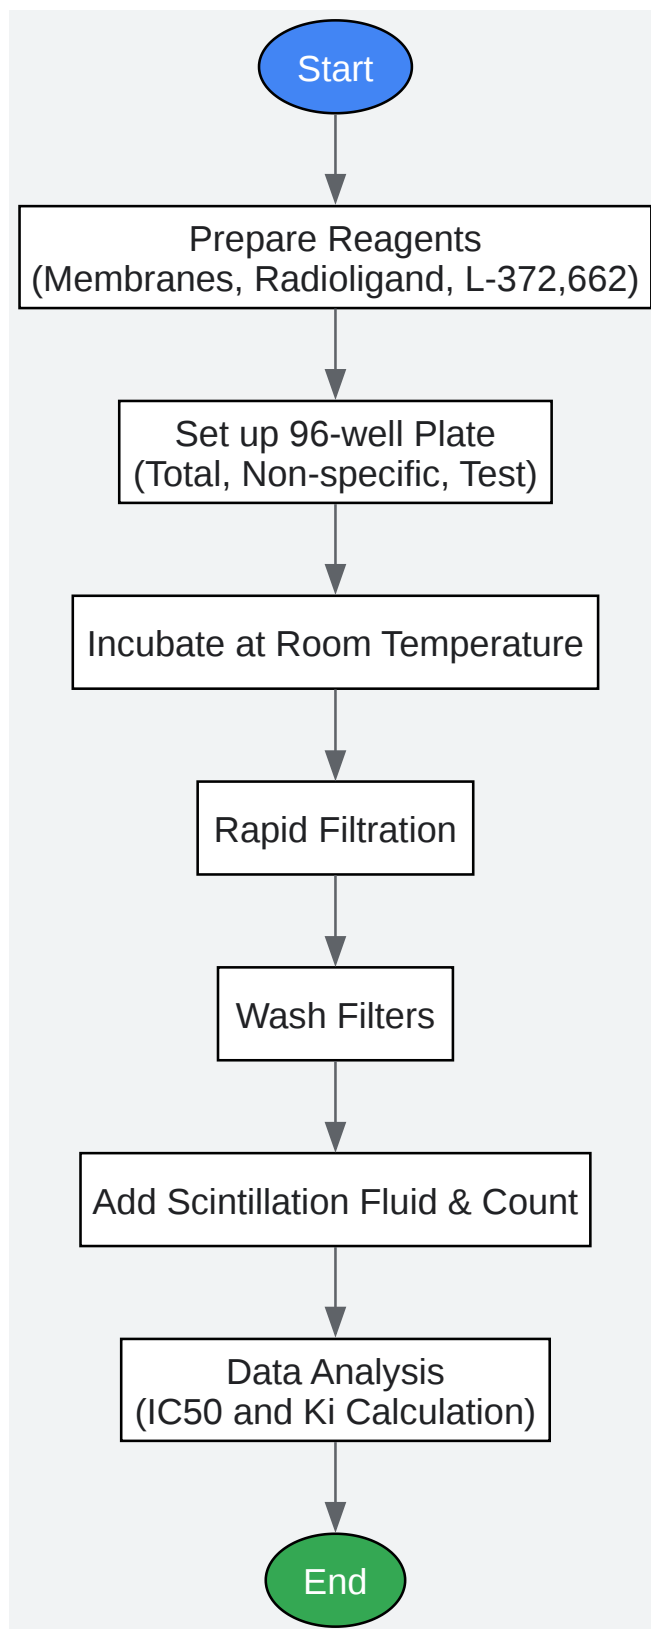 Start
Prepare Reagents
(Membranes, Radioligand, L-372,662)
Set up 96-well Plate
(Total, Non-specific, Test)
Incubate at Room Temperature
Rapid Filtration
Wash Filters
Add Scintillation Fluid & Count
Data Analysis
(IC50 and Ki Calculation)
End